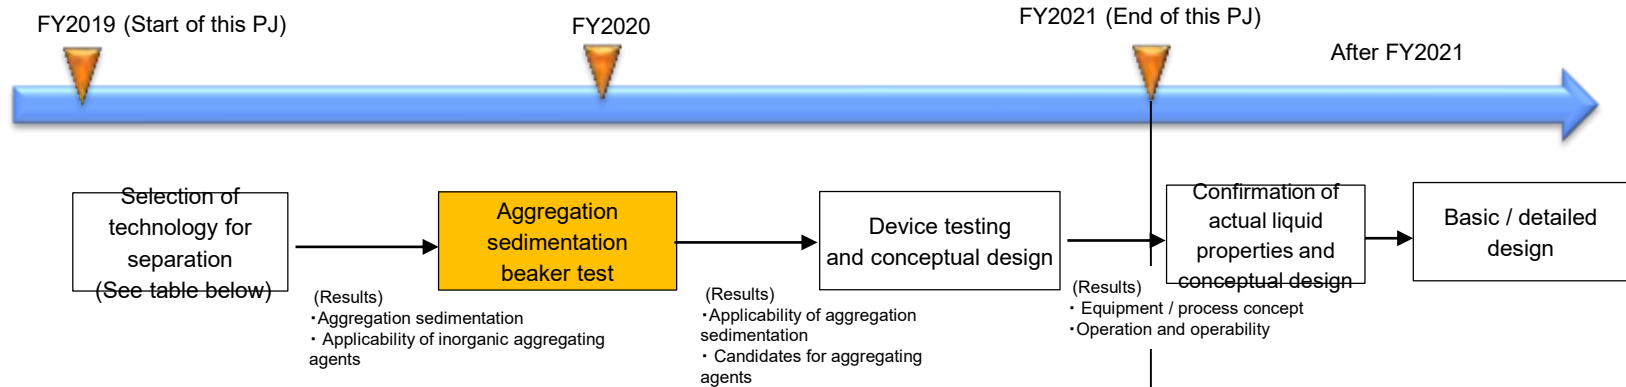 FY2019 (Start of this PJ)
FY2020
FY2021 (End of this PJ)
After FY2021
Selection of
technology for
separation
(See table below)
Aggregation
sedimentation
beaker test
Device testing
and conceptual design
Confirmation of
actual liquid
properties and
conceptual design
Basic / detailed
design
(Results)
・Aggregation sedimentation
・ Applicability of inorganic aggregating
agents
(Results)
・Applicability of aggregation
sedimentation
・ Candidates for aggregating
agents
(Results)
・ Equipment / process concept
・Operation and operability